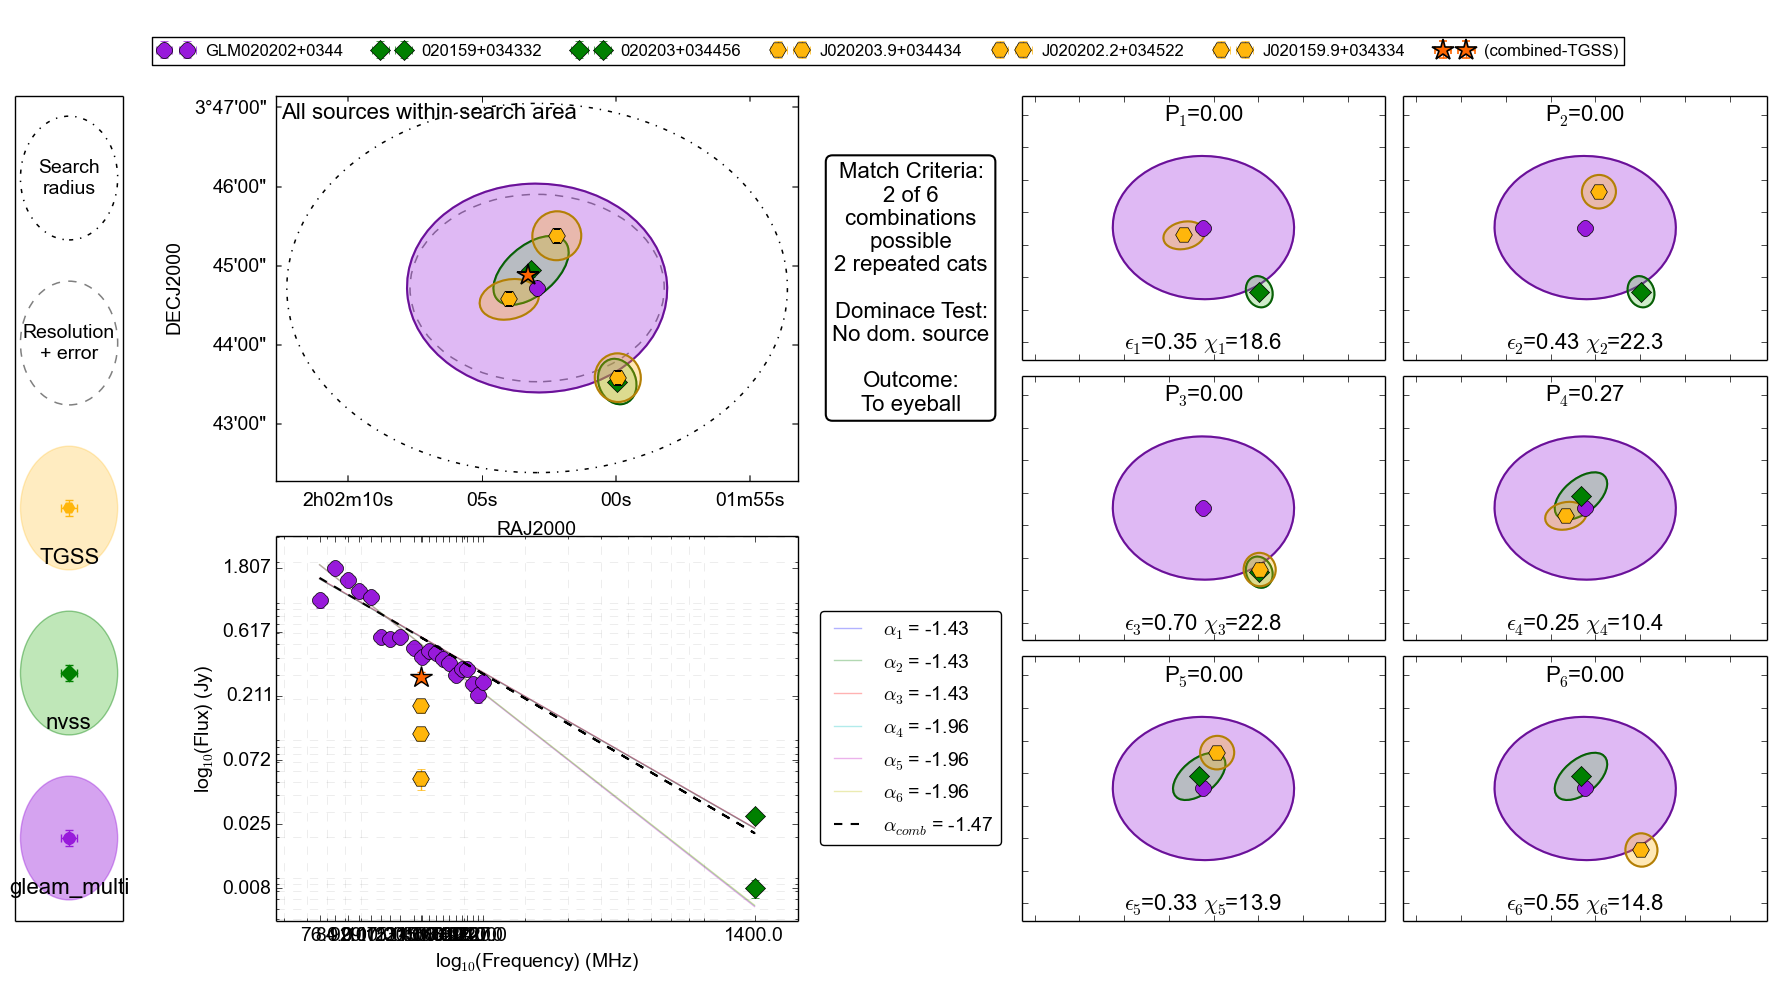 GLM020202+0344 020159+034332 020203+034456 J020203.9+034434 J020202.2+034522 J020159.9+034334 (combined-TGSS)
Search
radius
Resolution
+ error
TGSS
nvss
gleam_multi
All sources within search area
3°47'00"
46'00"
45'00"
44'00"
43'00"
DECJ2000
2h02m10s 05s 00s 01m55s
RAJ2000
Match Criteria:
2 of 6
combinations
possible
2 repeated cats
Dominace Test:
No dom. source
Outcome:
To eyeball
1.807
0.617
0.211
0.072
0.025
0.008
log₁₀(Flux) (Jy)
1400.0
log₁₀(Frequency) (MHz)
α₁ = -1.43
α₂ = -1.43
α₃ = -1.43
α₄ = -1.96
α₅ = -1.96
α₆ = -1.96
α_comb = -1.47
P₁=0.00
ϵ₁=0.35 χ₁=18.6
P₂=0.00
ϵ₂=0.43 χ₂=22.3
P₃=0.00
ϵ₃=0.70 χ₃=22.8
P₄=0.27
ϵ₄=0.25 χ₄=10.4
P₅=0.00
ϵ₅=0.33 χ₅=13.9
P₆=0.00
ϵ₆=0.55 χ₆=14.8